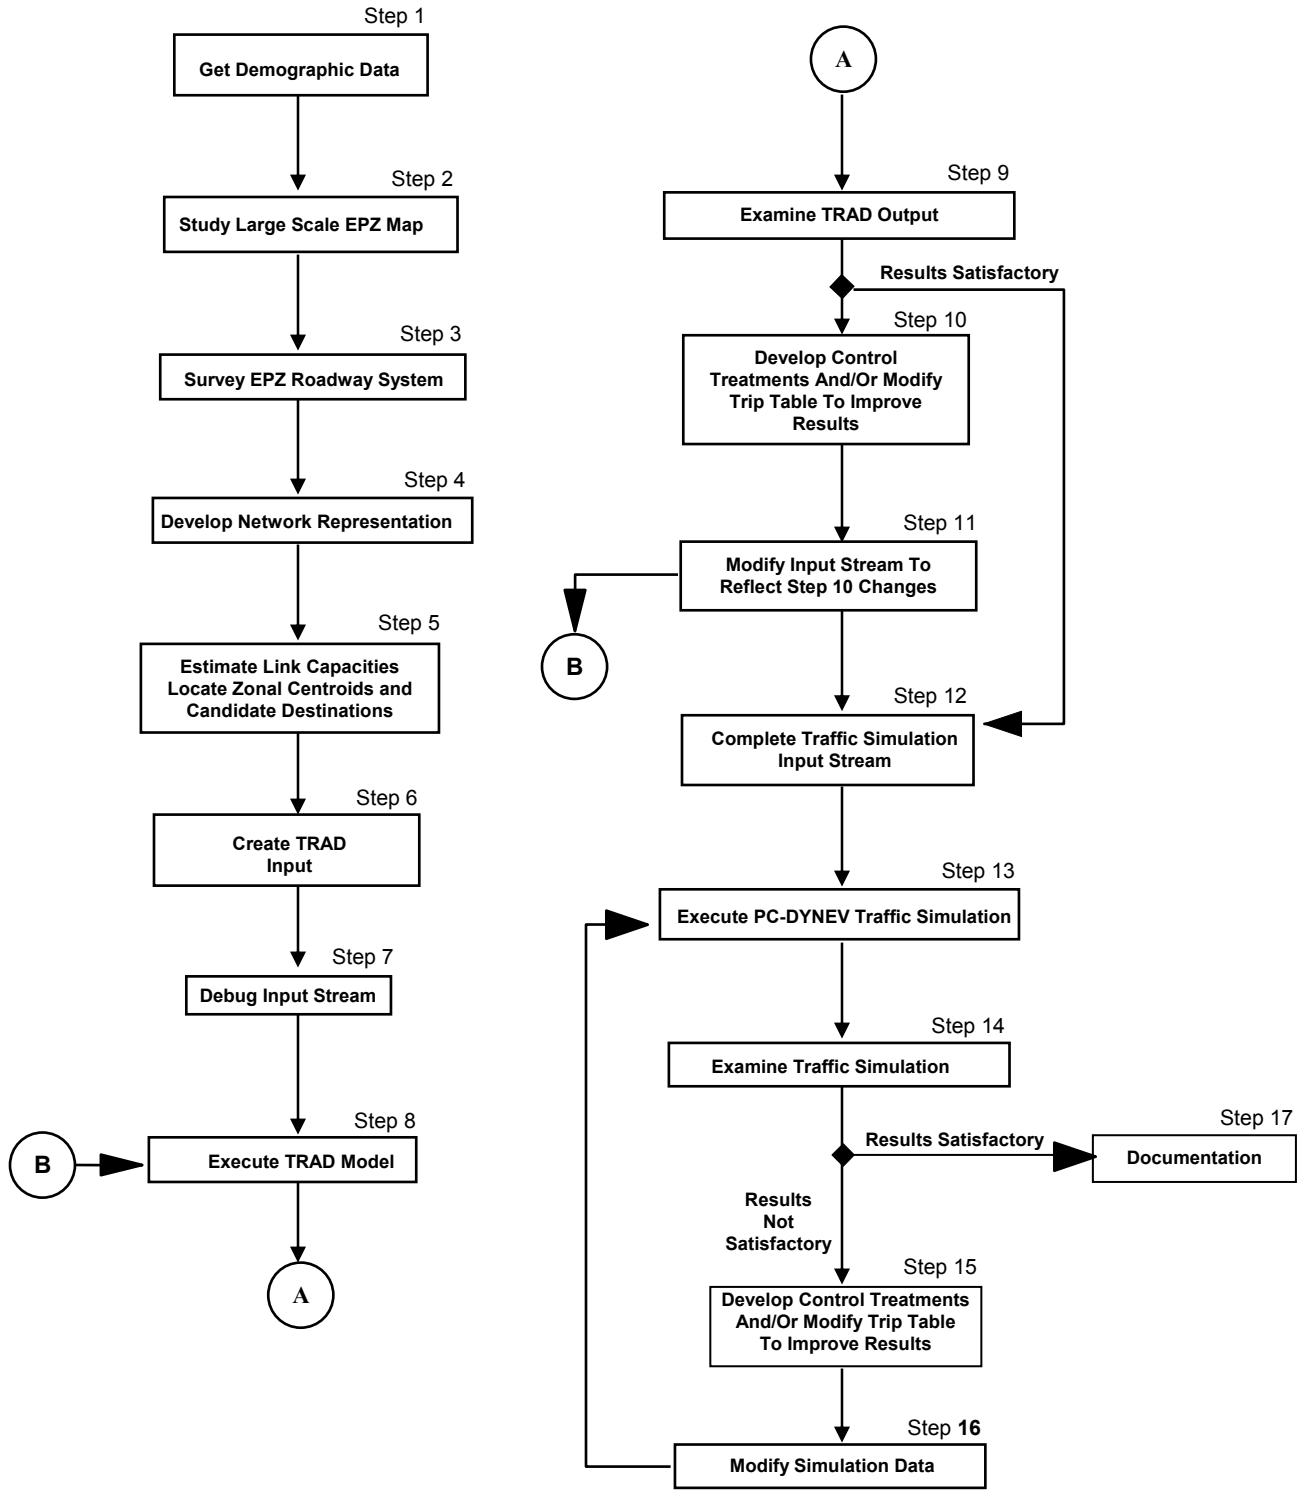 Step 1
Get Demographic Data
Step 2
Study Large Scale EPZ Map
Step 3
Survey EPZ Roadway System
Step 4
Develop Network Representation
Step 5
Estimate Link Capacities
Locate Zonal Centroids and
Candidate Destinations
Step 6
Create TRAD
Input
Step 7
Debug Input Stream
Step 8
B
Execute TRAD Model
A
A
Step 9
Examine TRAD Output
Results Satisfactory
Step 10
Develop Control
Treatments And/Or Modify
Trip Table To Improve
Results
Step 11
Modify Input Stream To
Reflect Step 10 Changes
B
Step 12
Complete Traffic Simulation
Input Stream
Step 13
Execute PC-DYNEV Traffic Simulation
Step 14
Examine Traffic Simulation
Results Satisfactory
Step 17
Documentation
Results
Not
Satisfactory
Step 15
Develop Control Treatments
And/Or Modify Trip Table
To Improve Results
Step 16
Modify Simulation Data